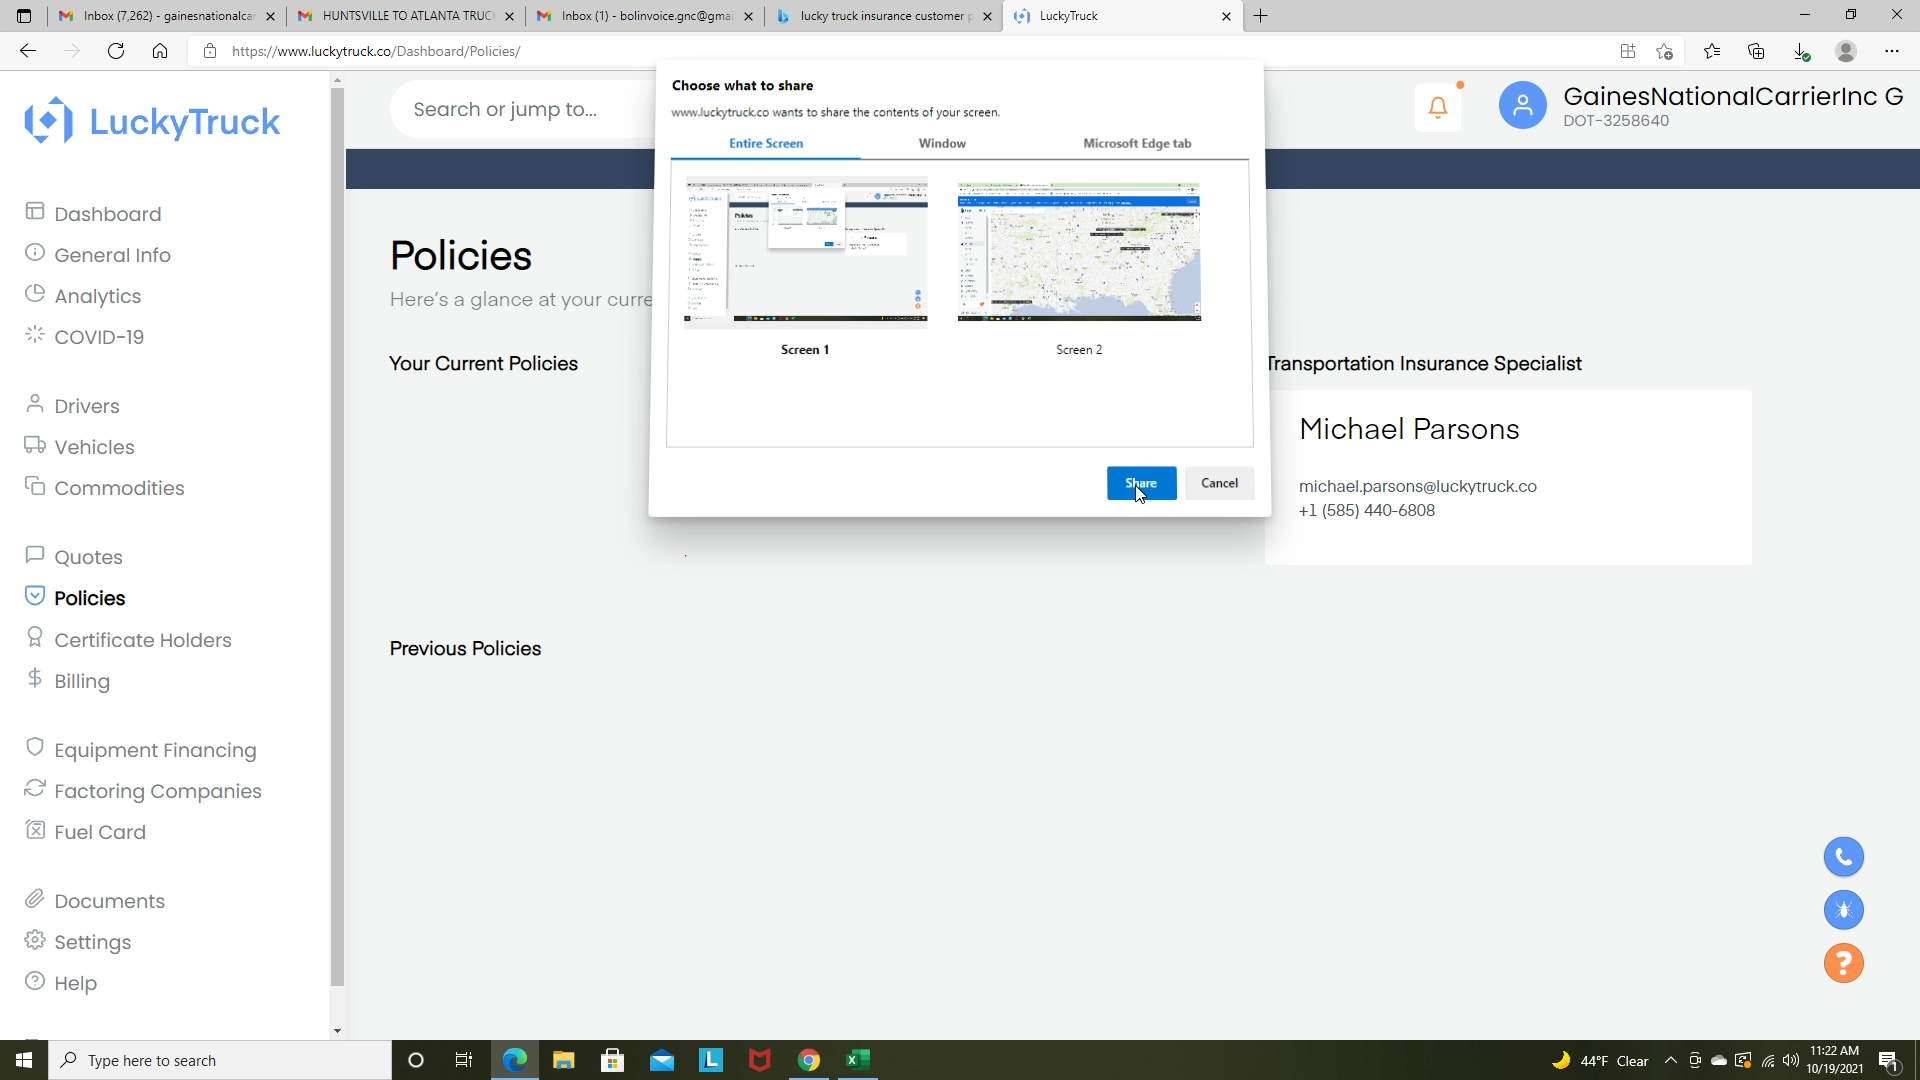 Inbox (7,262) - gainesnationalcar
HUNTSVILLE TO ATLANTA TRUC
Inbox (1) - bolinvoice.gnc@gmai
lucky truck insurance customer p
LuckyTruck
https://www.luckytruck.co/Dashboard/Policies/
LuckyTruck
Search or jump to...
GainesNationalCarrierInc G
DOT-3258640
Choose what to share
www.luckytruck.co wants to share the contents of your screen.
Entire Screen
Window
Microsoft Edge tab
Screen 1
Screen 2
Share
Cancel
Dashboard
General Info
Analytics
COVID-19
Drivers
Vehicles
Commodities
Quotes
Policies
Certificate Holders
Billing
Equipment Financing
Factoring Companies
Fuel Card
Documents
Settings
Help
Policies
Here's a glance at your curre
Your Current Policies
Previous Policies
Transportation Insurance Specialist
Michael Parsons
michael.parsons@luckytruck.co
+1 (585) 440-6808
Type here to search
44°F Clear
11:22 AM
10/19/2021
1